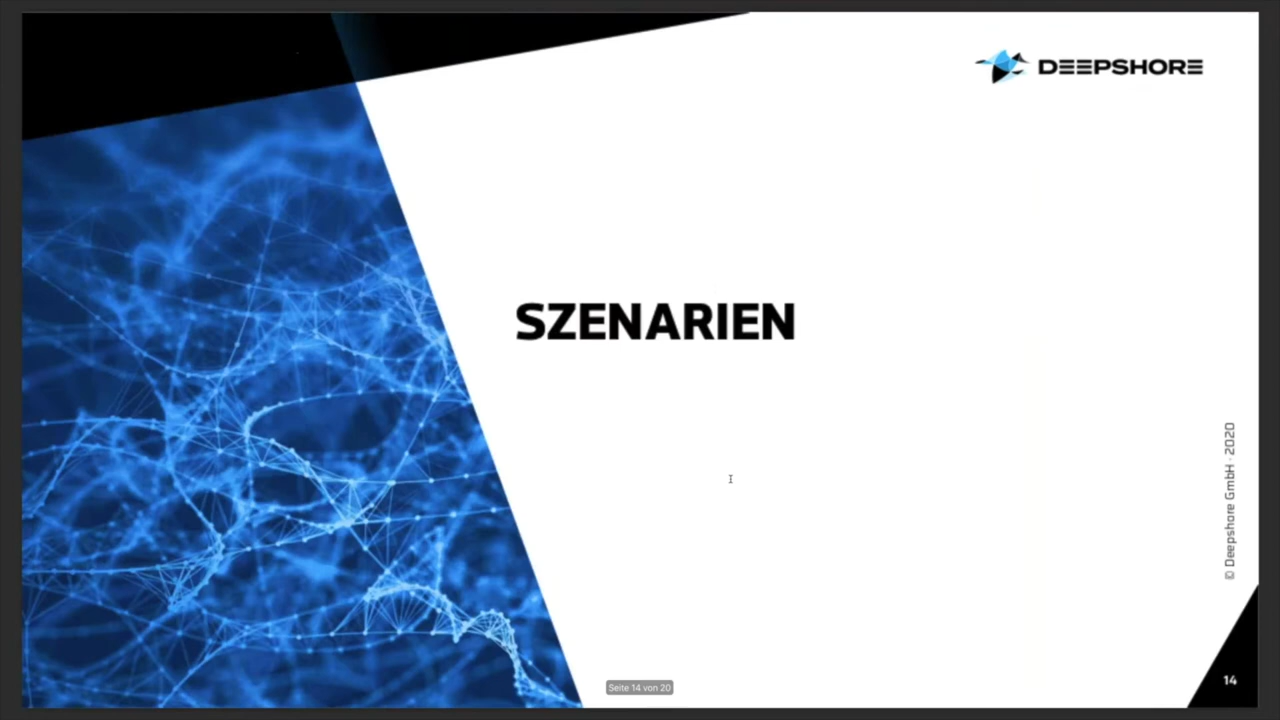 DEEPSHORE
SZENARIEN
© Deepshore GmbH · 2020
Seite 14 von 20
14